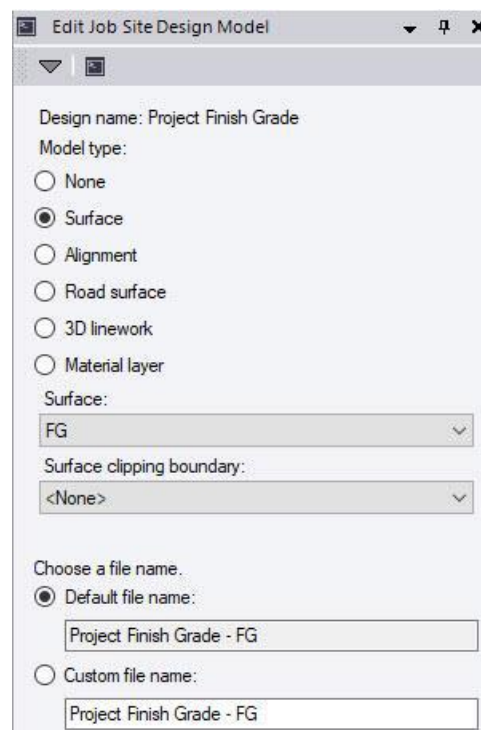 Edit Job Site Design Model
Design name: Project Finish Grade
Model type:
None
Surface
Alignment
Road surface
3D linework
Material layer
Surface:
FG
Surface clipping boundary:
<None>
Choose a file name.
Default file name:
Project Finish Grade - FG
Custom file name:
Project Finish Grade - FG